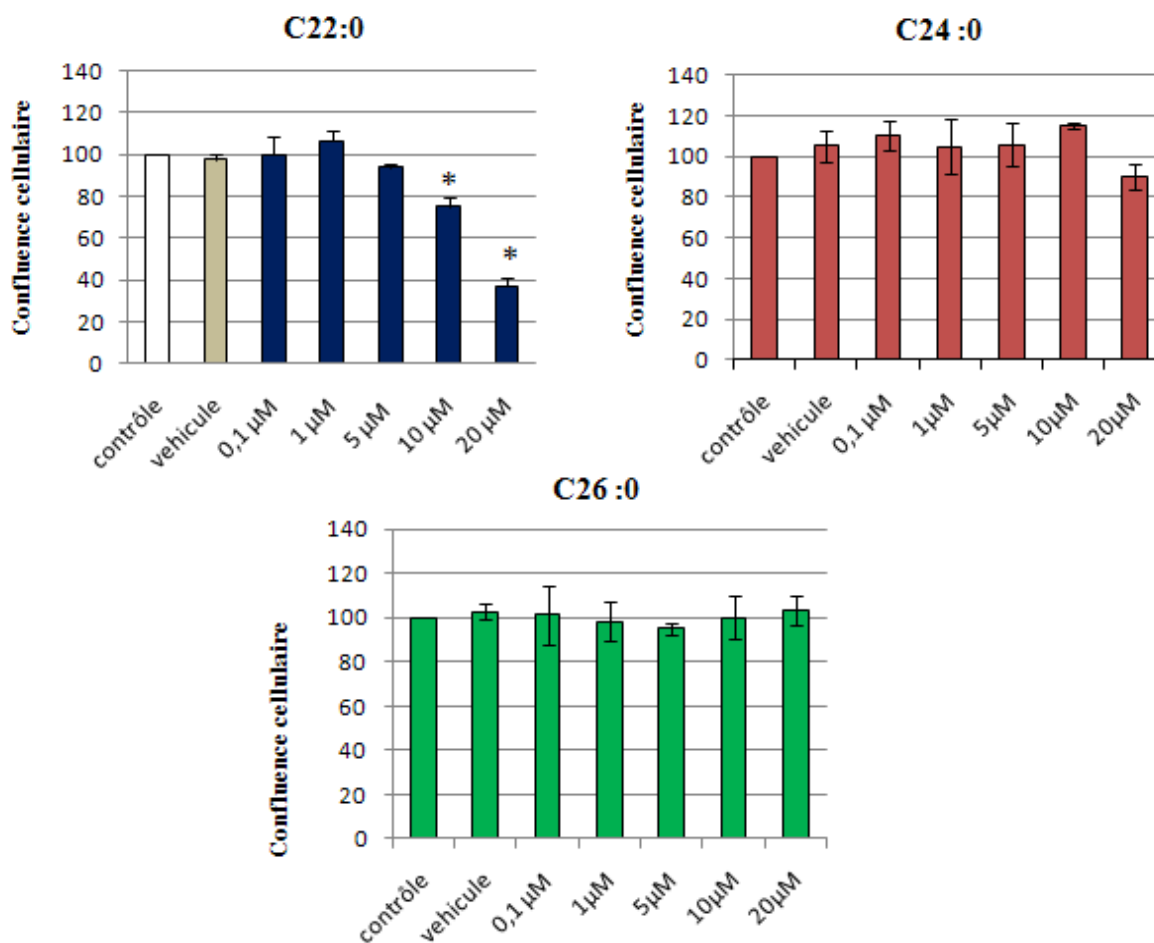 C22:0
Confluence cellulaire
140
120
100
80
60
40
20
0
*
*
contrôle
vehicule
0,1 µM
1 µM
5 µM
10 µM
20 µM
C24 :0
Confluence cellulaire
140
120
100
80
60
40
20
0
contrôle
vehicule
0,1 µM
1µM
5µM
10µM
20µM
C26 :0
Confluence cellulaire
140
120
100
80
60
40
20
0
contrôle
vehicule
0,1 µM
1µM
5µM
10µM
20µM